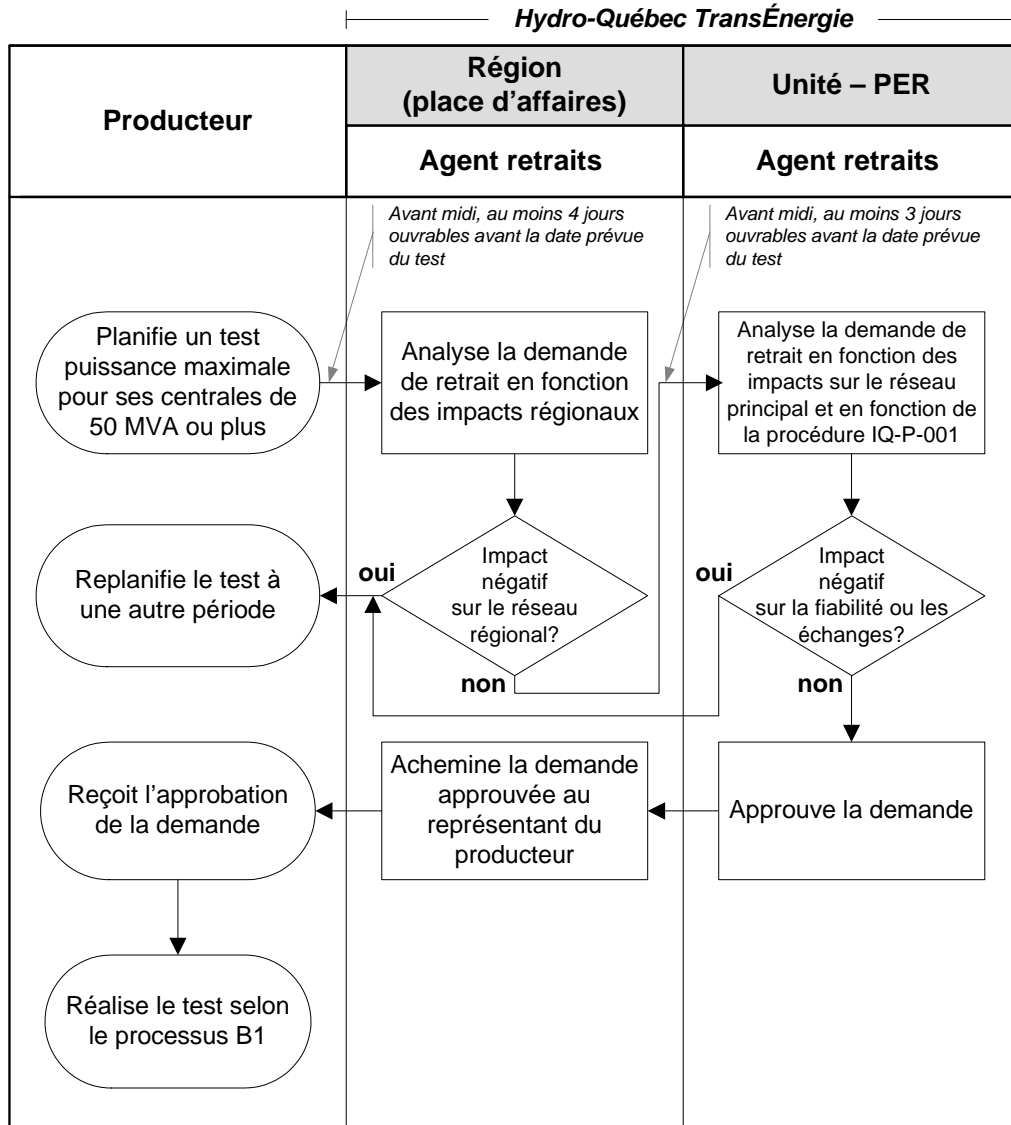 Hydro-Québec TransÉnergie
Producteur
Région
(place d'affaires)
Unité – PER
Agent retraits
Agent retraits
Avant midi, au moins 4 jours
ouvrables avant la date prévue
du test
Avant midi, au moins 3 jours
ouvrables avant la date prévue
du test
Planifie un test
puissance maximale
pour ses centrales de
50 MVA ou plus
Analyse la demande
de retrait en fonction
des impacts régionaux
Analyse la demande de
retrait en fonction des
impacts sur le réseau
principal et en fonction de
la procédure IQ-P-001
Replanifie le test à
une autre période
oui
Impact
négatif
sur le réseau
régional?
non
oui
Impact
négatif
sur la fiabilité ou les
échanges?
non
Reçoit l'approbation
de la demande
Achemine la demande
approuvée au
représentant du
producteur
Approuve la demande
Réalise le test selon
le processus B1